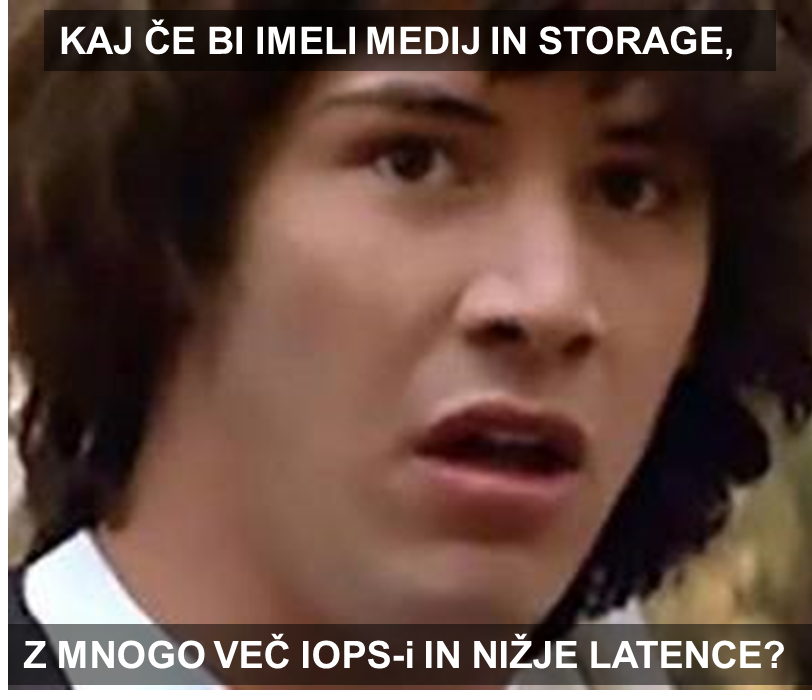 KAJ ČE BI IMELI MEDIJ IN STORAGE,
Z MNOGO VEČ IOPS-i IN NIŽJE LATENCE?